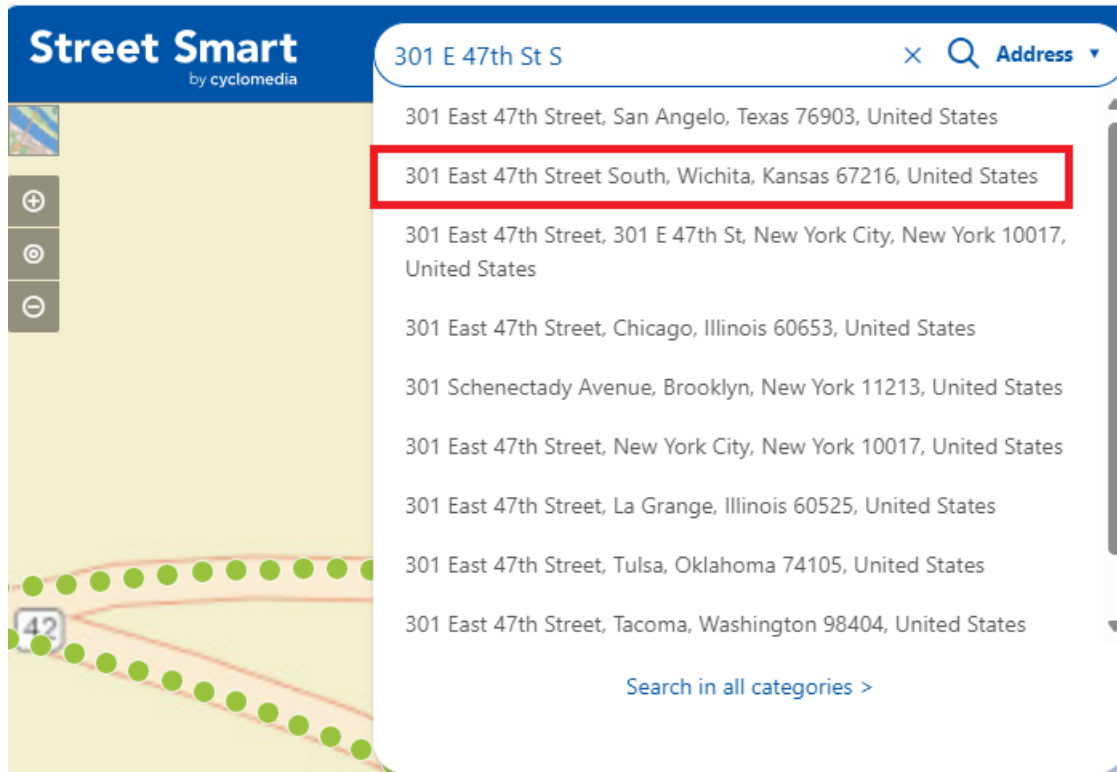 Street Smart
by cyclomedia
301 E 47th St S
Address
301 East 47th Street, San Angelo, Texas 76903, United States
301 East 47th Street South, Wichita, Kansas 67216, United States
301 East 47th Street, 301 E 47th St, New York City, New York 10017,
United States
301 East 47th Street, Chicago, Illinois 60653, United States
301 Schenectady Avenue, Brooklyn, New York 11213, United States
301 East 47th Street, New York City, New York 10017, United States
301 East 47th Street, La Grange, Illinois 60525, United States
301 East 47th Street, Tulsa, Oklahoma 74105, United States
301 East 47th Street, Tacoma, Washington 98404, United States
42
Search in all categories >